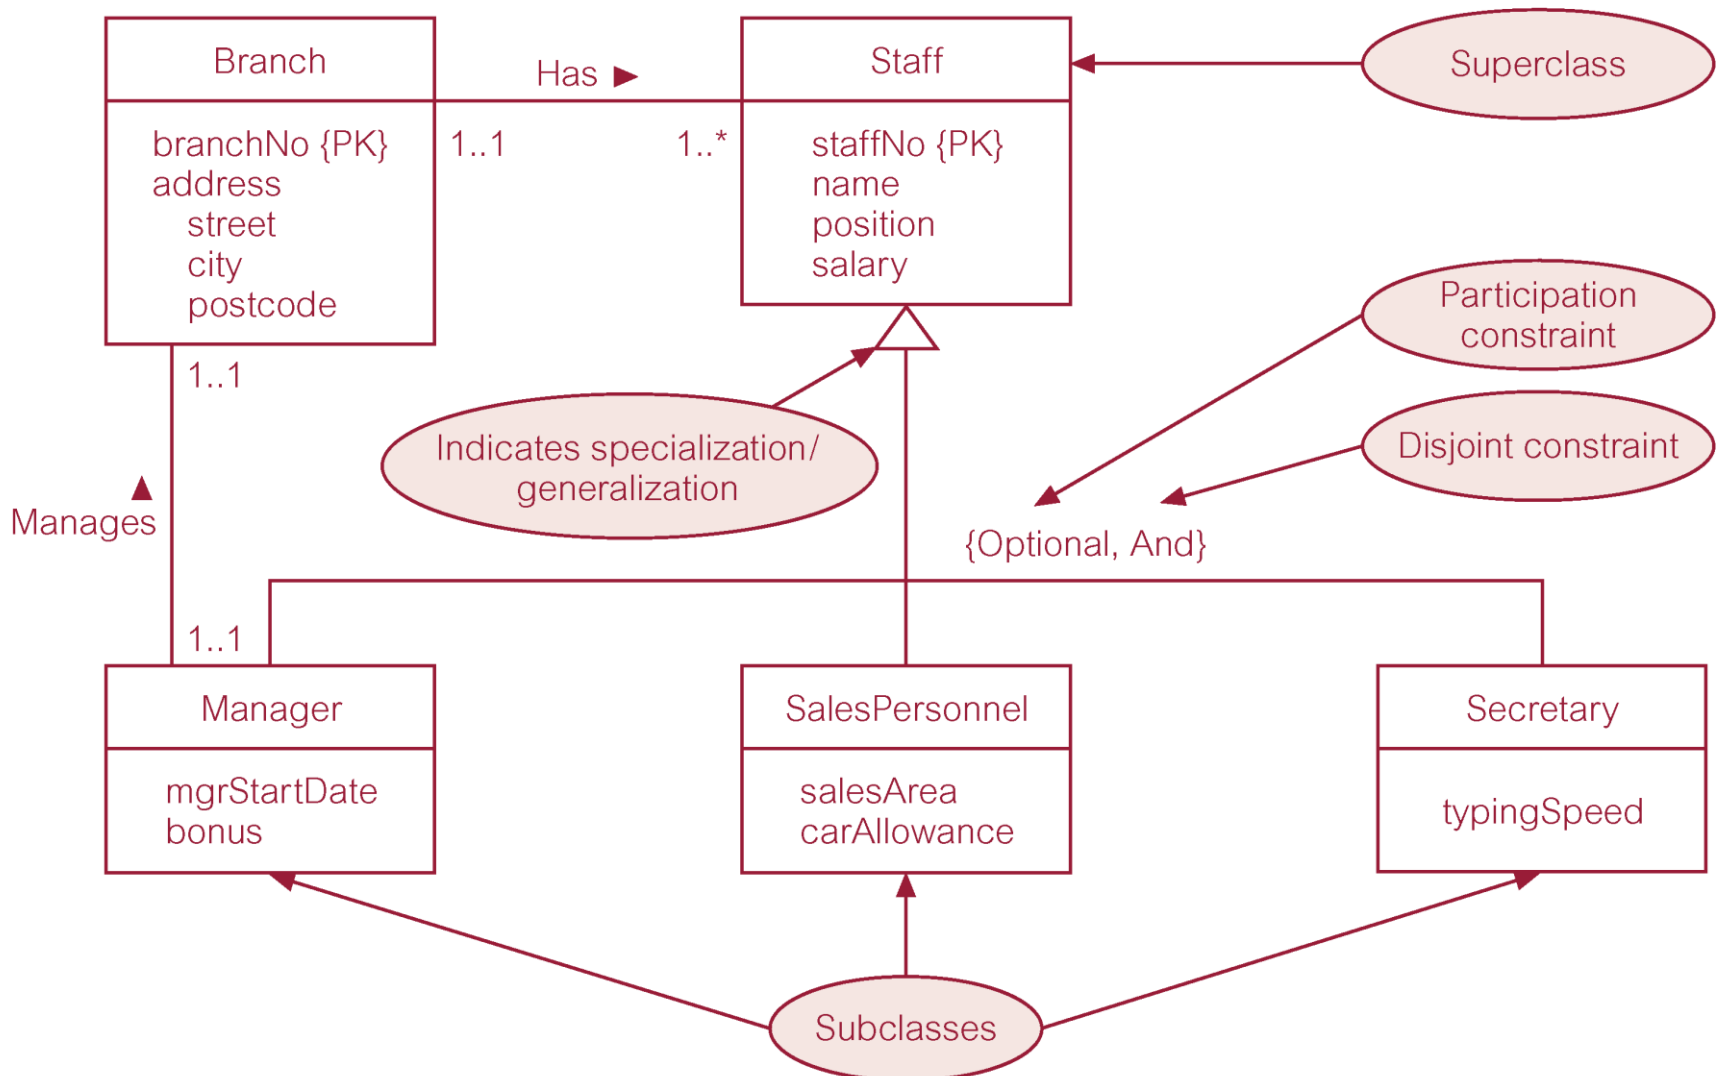 Branch
Has ▶
Staff
Superclass
branchNo {PK}
address
street
city
postcode
1..1
1..*
staffNo {PK}
name
position
salary
Participation
constraint
1..1
Indicates specialization/
generalization
Disjoint constraint
▲
Manages
{Optional, And}
1..1
Manager
SalesPersonnel
Secretary
mgrStartDate
bonus
salesArea
carAllowance
typingSpeed
Subclasses